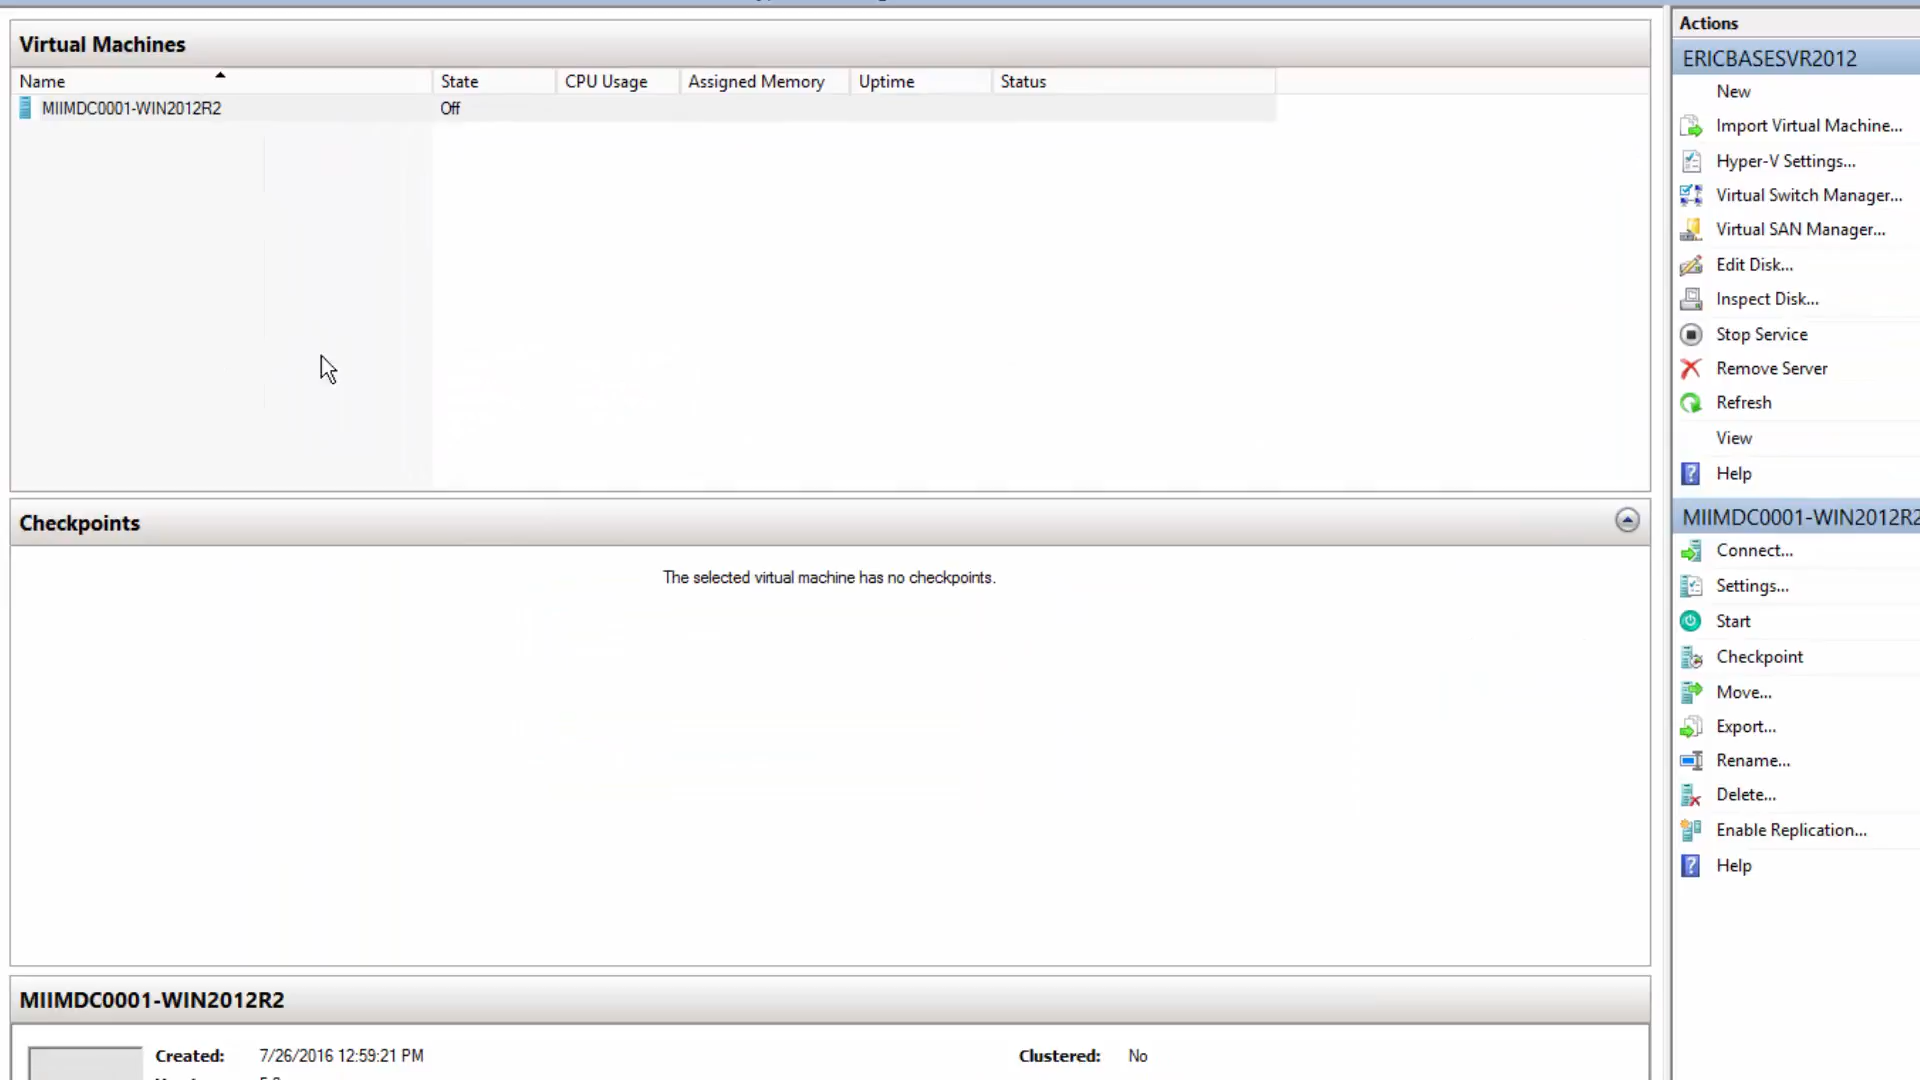 Virtual Machines
Name State CPU Usage Assigned Memory Uptime Status
MIIMDC0001-WIN2012R2 Off
Checkpoints
The selected virtual machine has no checkpoints.
MIIMDC0001-WIN2012R2
Created: 7/26/2016 12:59:21 PM Clustered: No
Actions
ERICBASESVR2012
New
Import Virtual Machine...
Hyper-V Settings...
Virtual Switch Manager...
Virtual SAN Manager...
Edit Disk...
Inspect Disk...
Stop Service
Remove Server
Refresh
View
Help
MIIMDC0001-WIN2012R2
Connect...
Settings...
Start
Checkpoint
Move...
Export...
Rename...
Delete...
Enable Replication...
Help